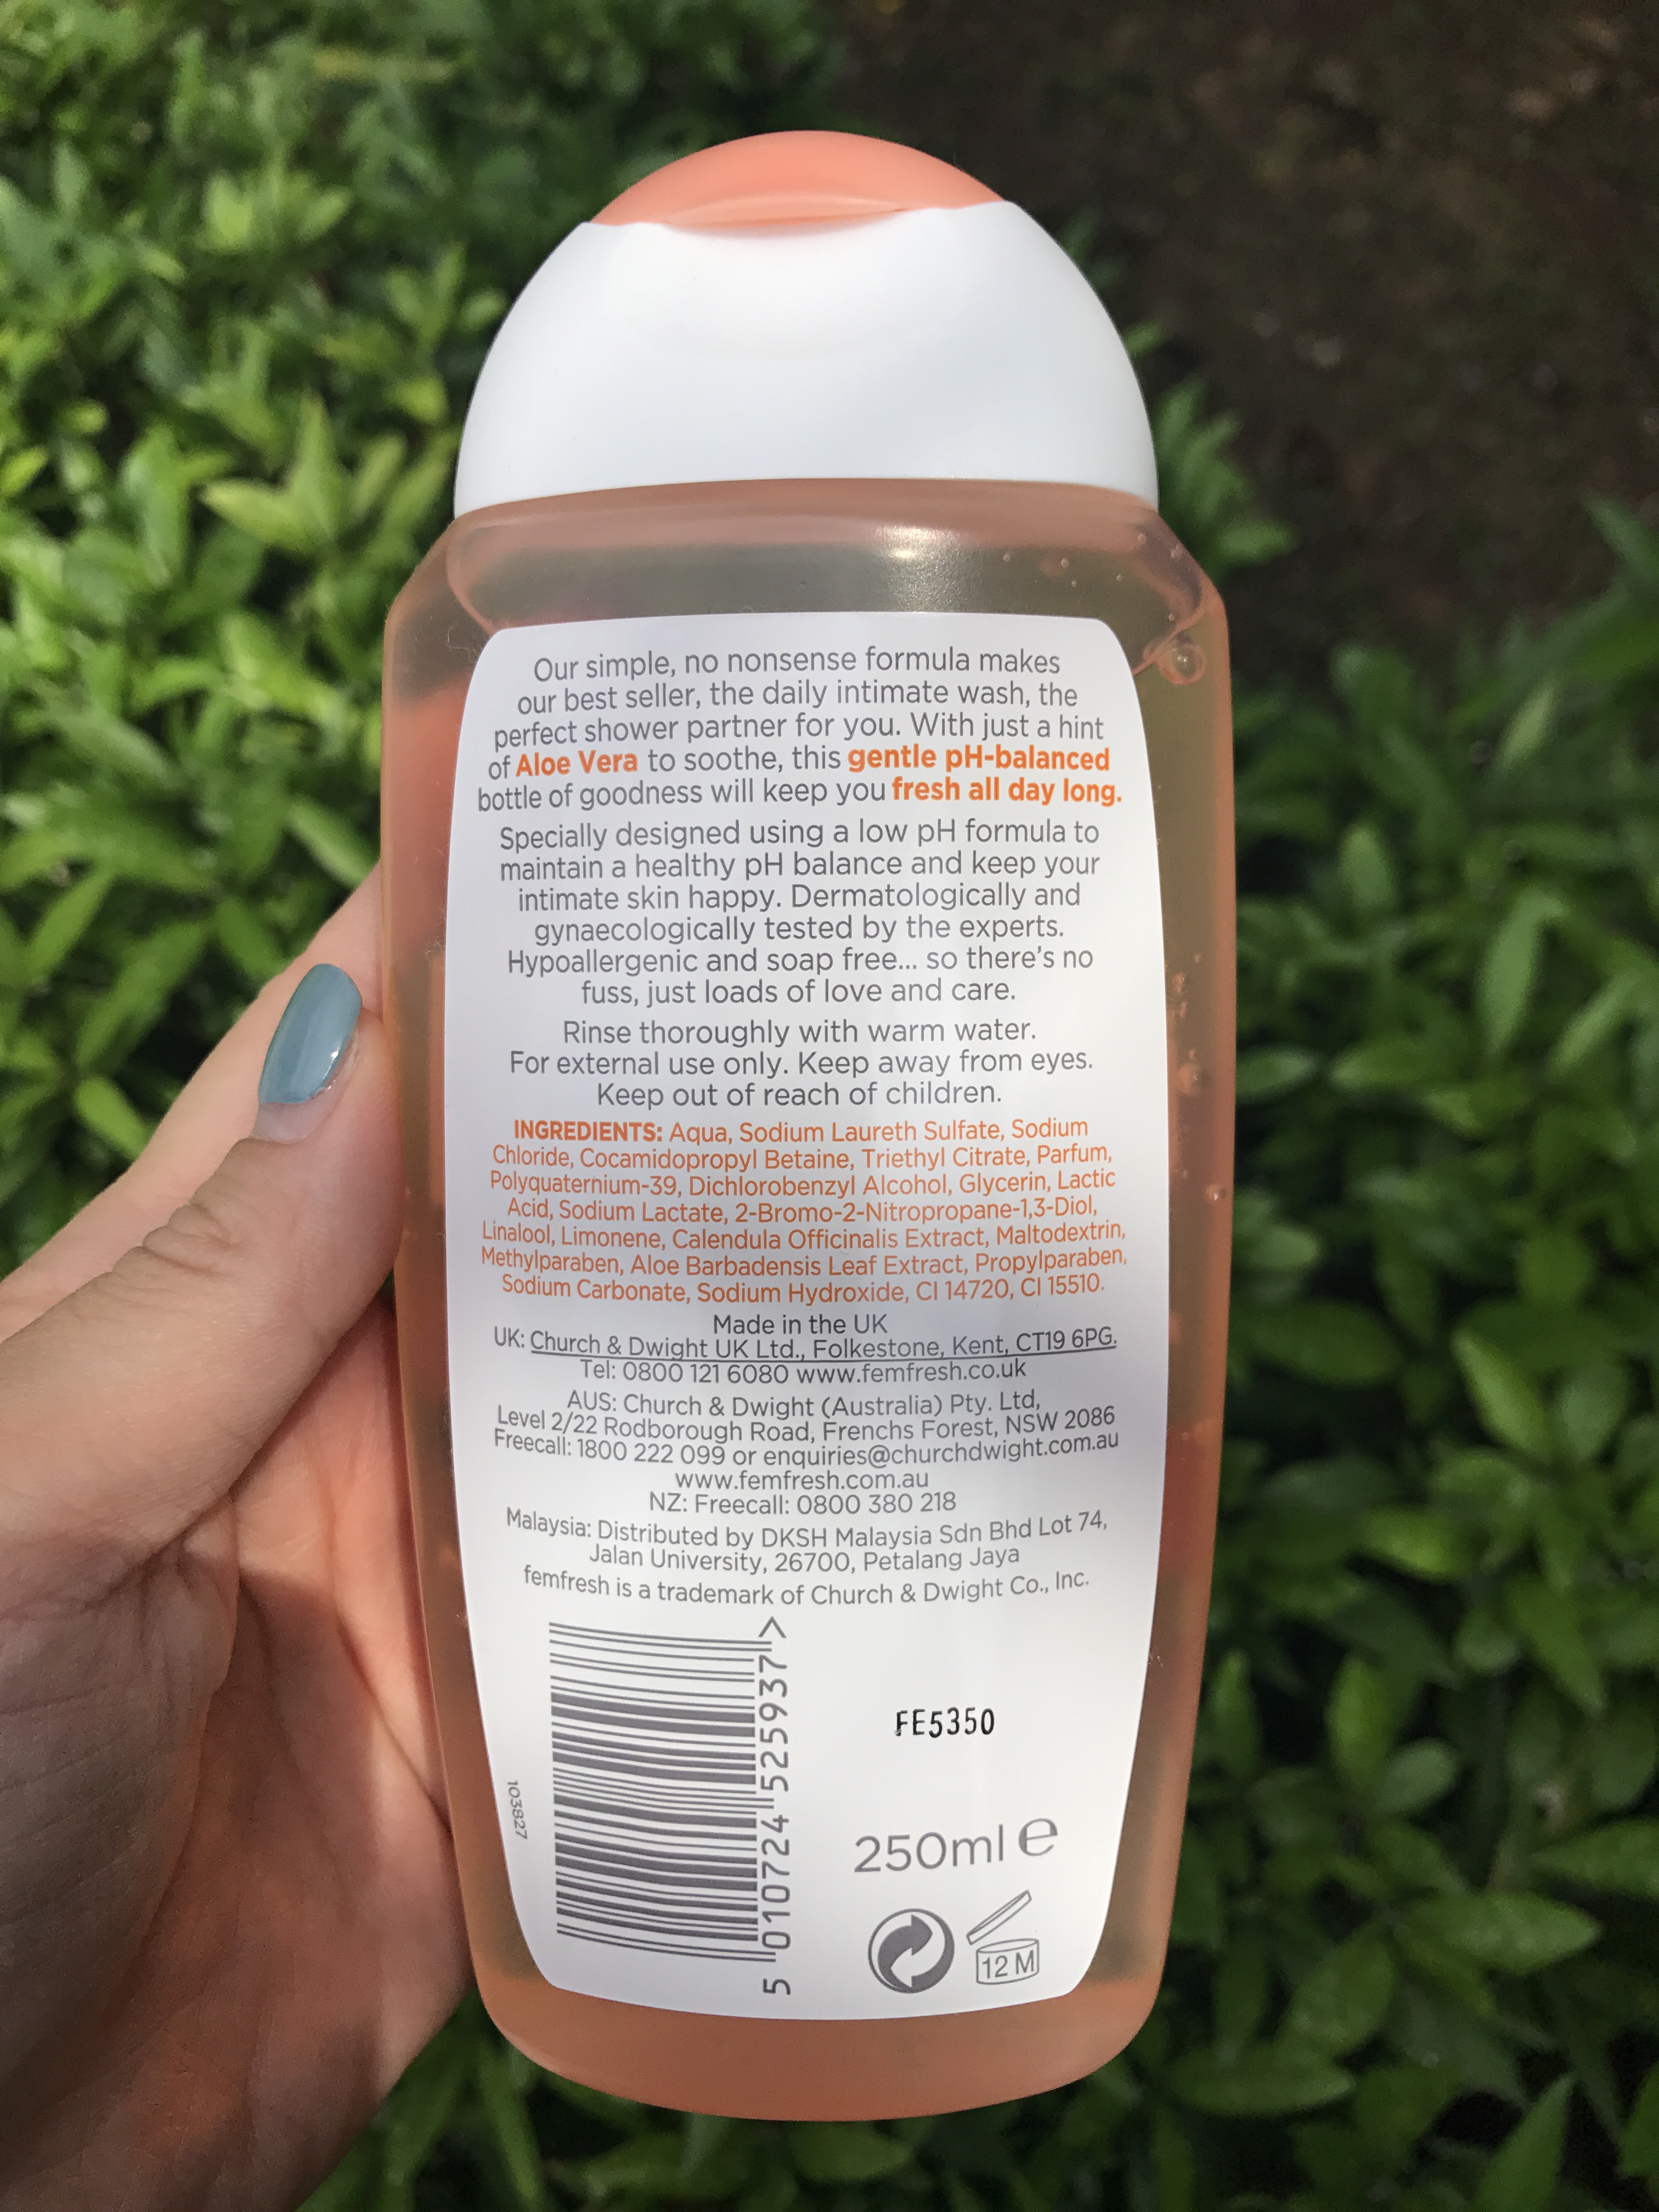 Our simple, no nonsense formula makes
our best seller, the daily intimate wash, the
perfect shower partner for you. With just a hint
of Aloe Vera to soothe, this gentle pH-balanced
bottle of goodness will keep you fresh all day long.
Specially designed using a low pH formula to
maintain a healthy pH balance and keep your
intimate skin happy. Dermatologically and
gynaecologically tested by the experts.
Hypoallergenic and soap free... so there's no
fuss, just loads of love and care.
Rinse thoroughly with warm water.
For external use only. Keep away from eyes.
Keep out of reach of children.
INGREDIENTS: Aqua, Sodium Laureth Sulfate, Sodium
Chloride, Cocamidopropyl Betaine, Triethyl Citrate, Parfum,
Polyquaternium-39, Dichlorobenzyl Alcohol, Glycerin, Lactic
Acid, Sodium Lactate, 2-Bromo-2-Nitropropane-1,3-Diol,
Linalool, Limonene, Calendula Officinalis Extract, Maltodextrin,
Methylparaben, Aloe Barbadensis Leaf Extract, Propylparaben,
Sodium Carbonate, Sodium Hydroxide, CI 14720, CI 15510.
Made in the UK
UK: Church & Dwight UK Ltd., Folkestone, Kent, CT19 6PG.
Tel: 0800 121 6080 www.femfresh.co.uk
AUS: Church & Dwight (Australia) Pty. Ltd,
Level 2/22 Rodborough Road, Frenchs Forest, NSW 2086
Freecall: 1800 222 099 or enquiries@churchdwight.com.au
www.femfresh.com.au
NZ: Freecall: 0800 380 218
Malaysia: Distributed by DKSH Malaysia Sdn Bhd Lot 74,
Jalan University, 26700, Petalang Jaya
femfresh is a trademark of Church & Dwight Co., Inc.
5 010724 525937 >
103827
FE5350
250ml e
12 M